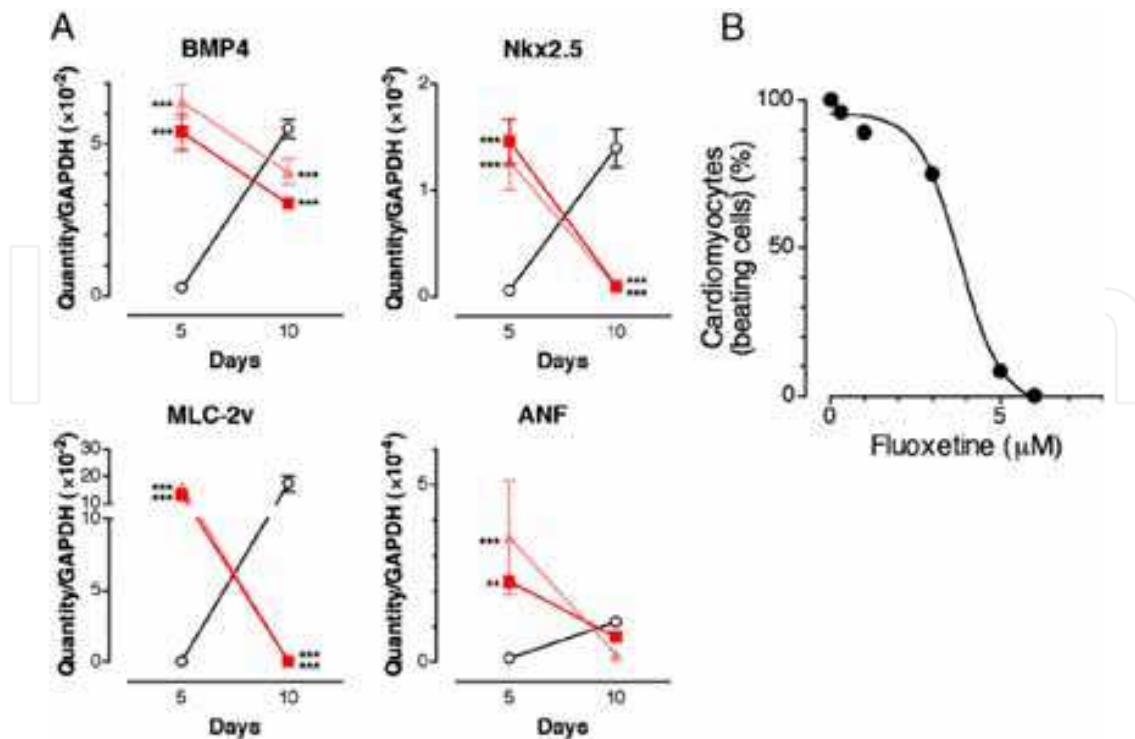 A
BMP4
Quantity/GAPDH (×10⁻²)
5
0
***
***
***
***
5 10
Days
Nkx2.5
Quantity/GAPDH (×10⁻³)
2
1
0
***
***
***
***
5 10
Days
MLC-2v
Quantity/GAPDH (×10⁻²)
30
20
10
10
5
0
***
***
***
***
5 10
Days
ANF
Quantity/GAPDH (×10⁻⁴)
5
0
***
**
5 10
Days
B
Cardiomyocytes
(beating cells) (%)
100
50
0
0 5
Fluoxetine (μM)